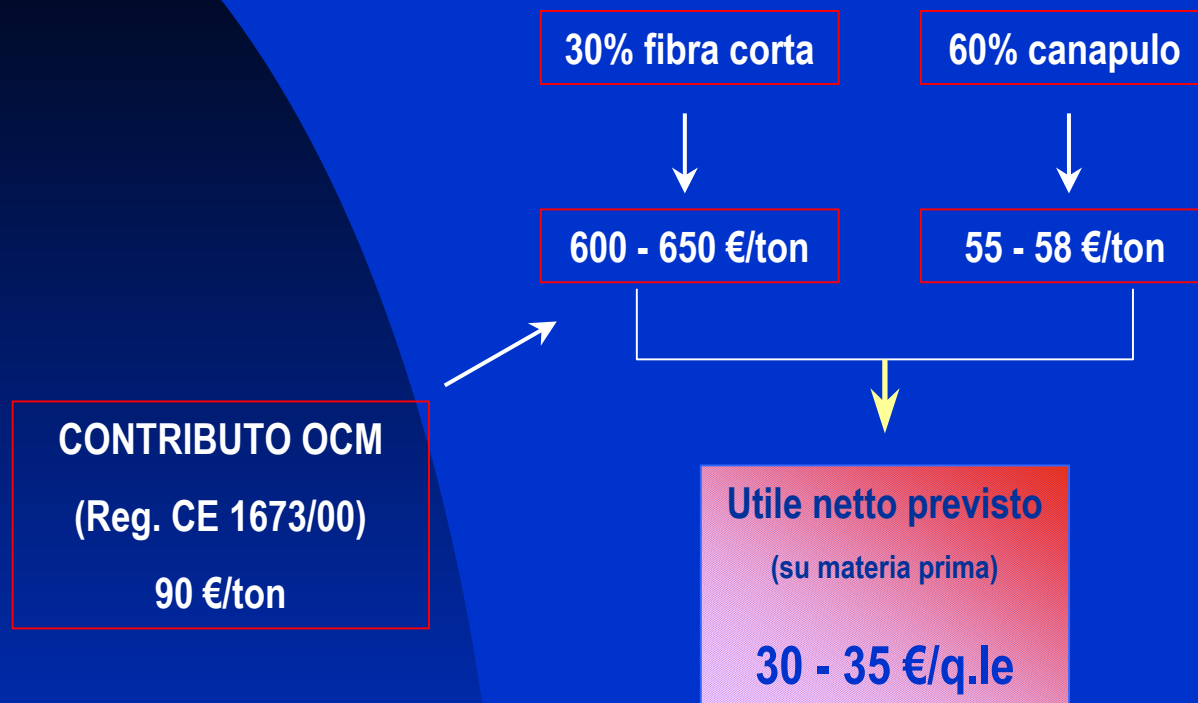 30% fibra corta
60% canapulo
600 - 650 €/ton
55 - 58 €/ton
CONTRIBUTO OCM
(Reg. CE 1673/00)
90 €/ton
Utile netto previsto
(su materia prima)
30 - 35 €/q.le